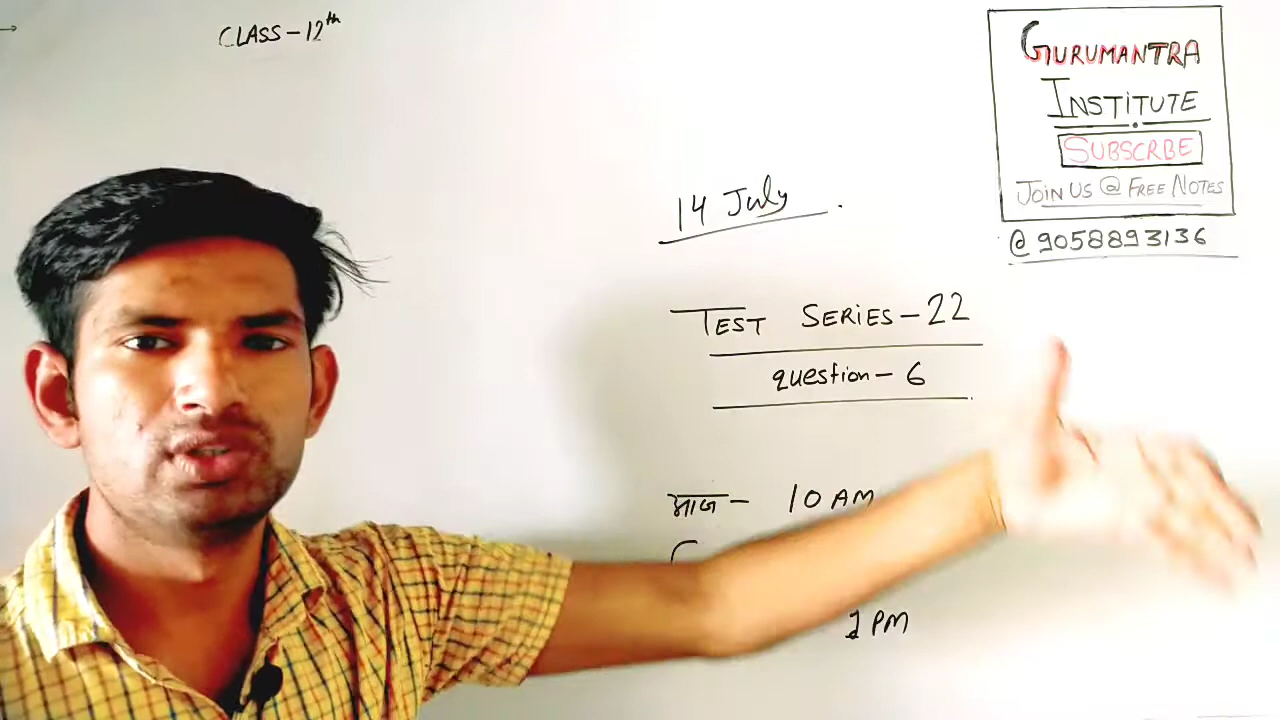 CLASS-12th
GURUMANTRA
INSTITUTE
SUBSCRBE
JOIN US @ FREE NOTES
@ 9058893136
14 July
TEST SERIES-22
question-6
आज - 10 AM
2 PM